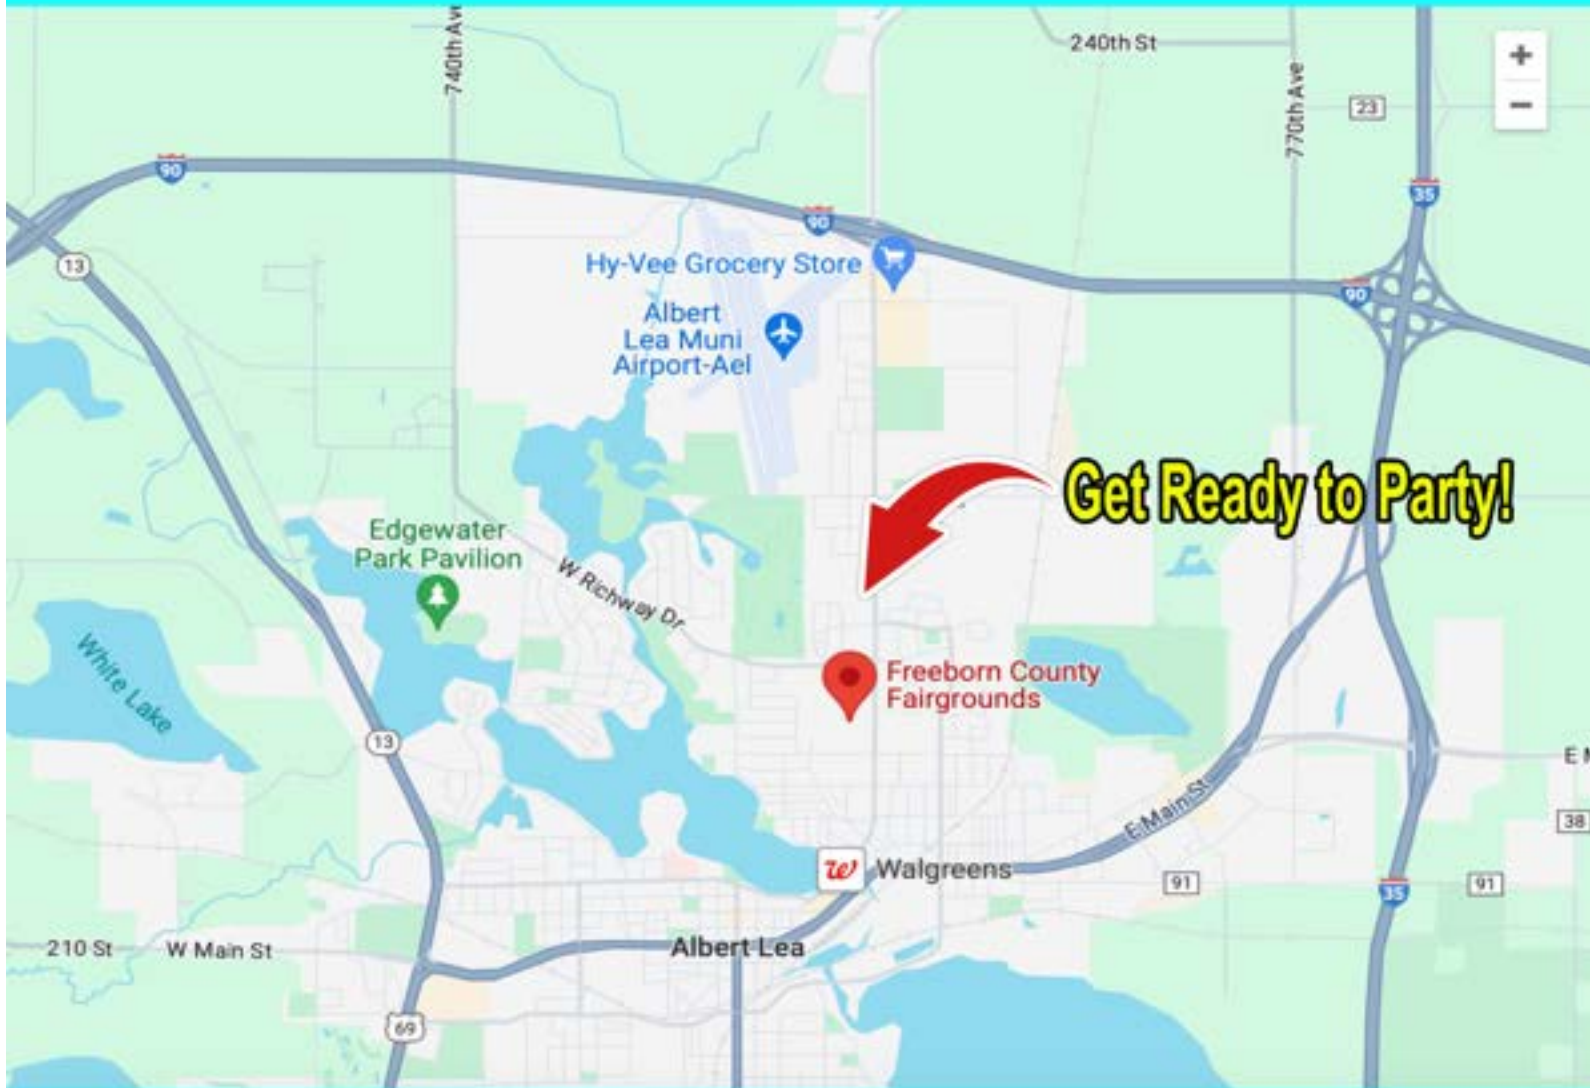 740th Av
240th St
770th Ave
23
+
−
90
35
90
13
Hy-Vee Grocery Store
90
Albert
Lea Muni
Airport-Ael
Get Ready to Party!
Edgewater
Park Pavilion
W Richway Dr
White Lake
Freeborn County
Fairgrounds
13
E Main St
38
Walgreens
91
35
91
210 St
W Main St
Albert Lea
69